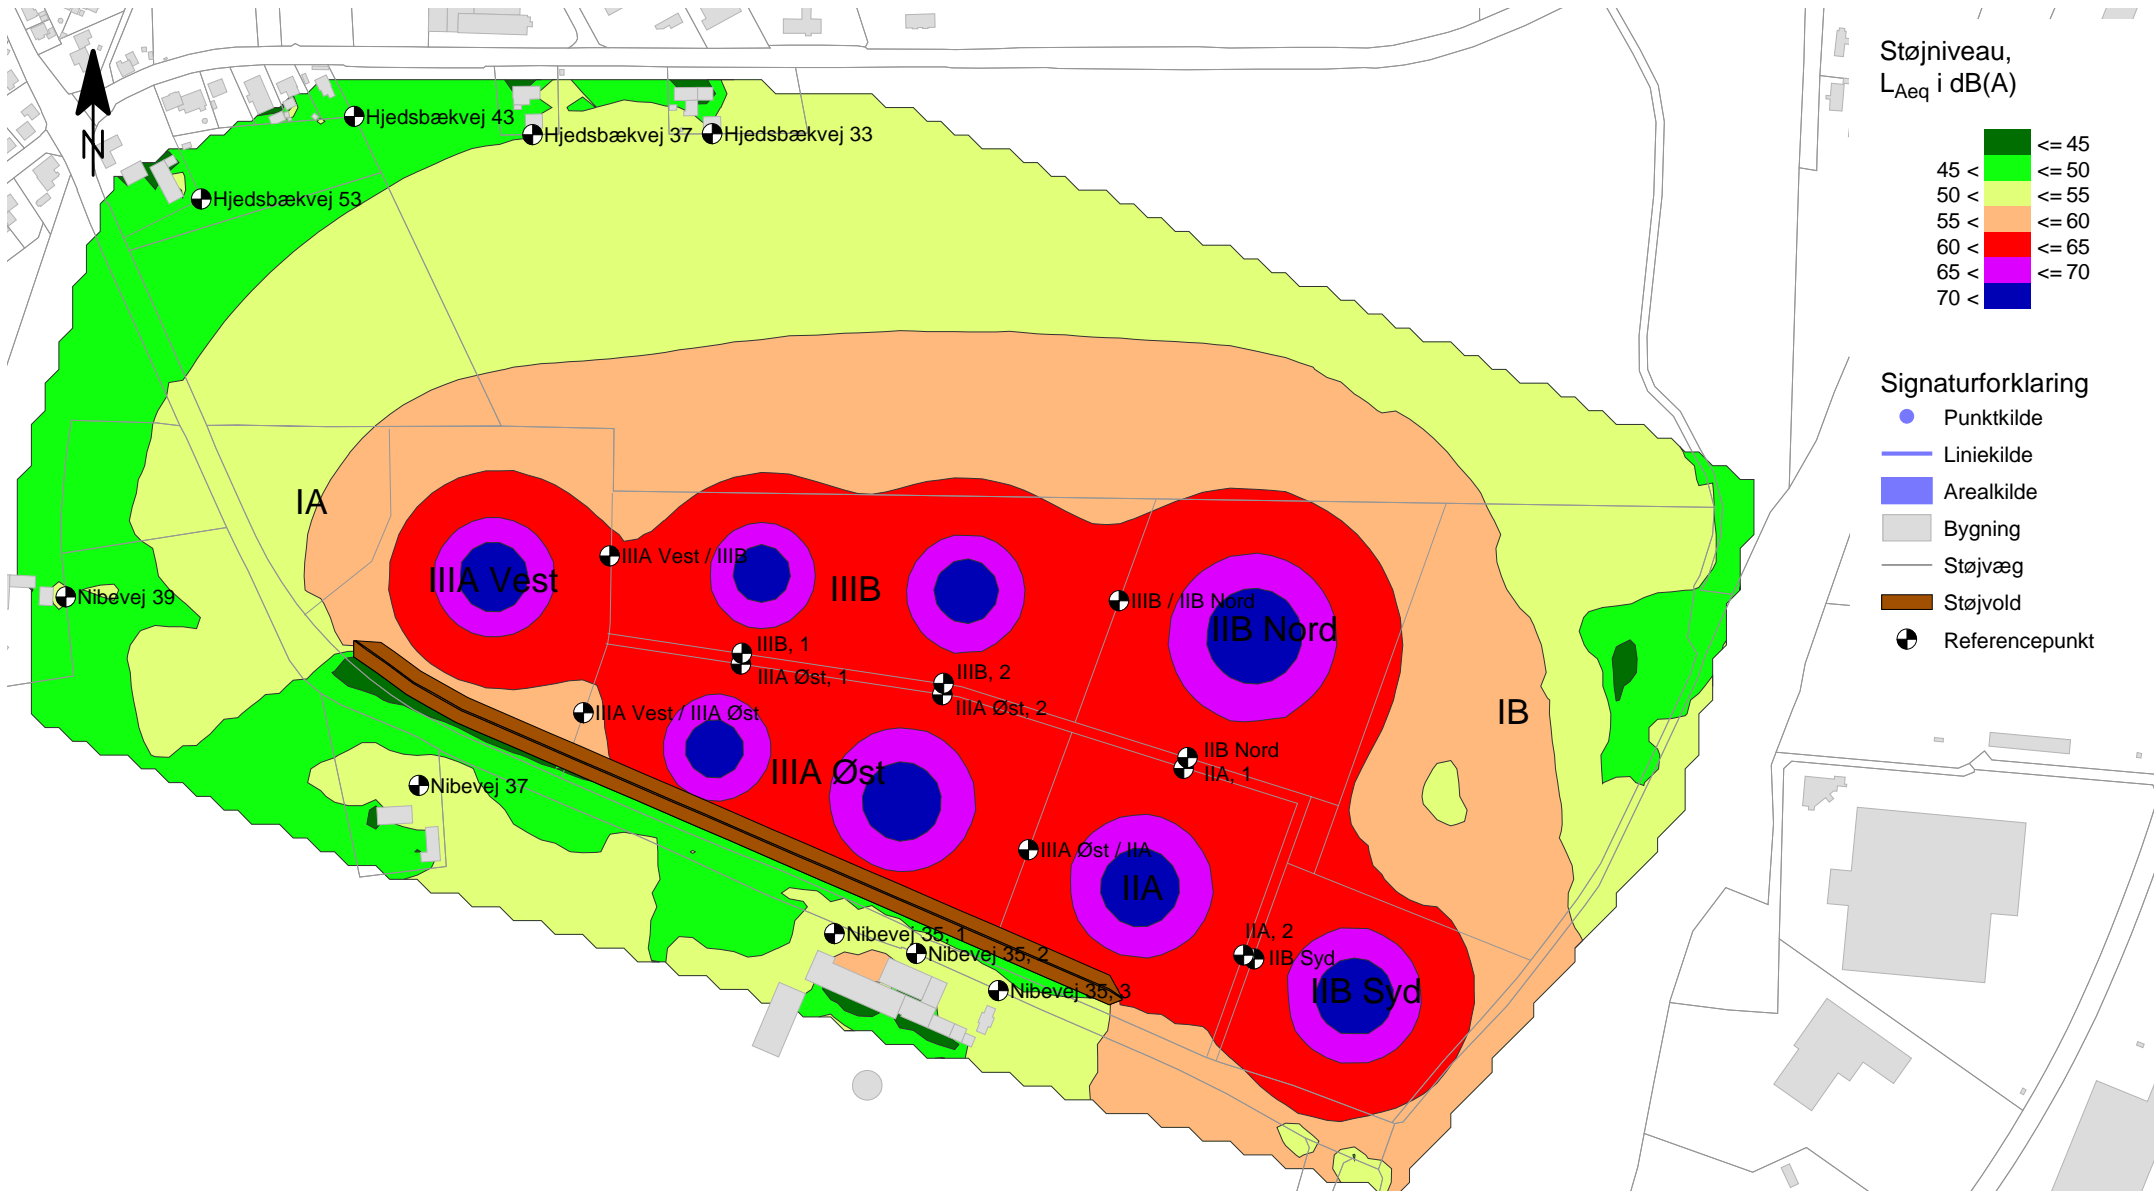 Støjniveau,
LAeq i dB(A)
<= 45
45 < <= 50
50 < <= 55
55 < <= 60
60 < <= 65
65 < <= 70
70 <
Signaturforklaring
Punktkilde
Liniekilde
Arealkilde
Bygning
Støjvæg
Støjvold
Referencepunkt
N
Hjedsbækvej 43
Hjedsbækvej 37
Hjedsbækvej 33
Hjedsbækvej 53
IA
IIIA Vest / IIIB
IIIA Vest
IIIB
Nibevej 39
IIIB / IIB Nord
IIB Nord
IIIB, 1
IIIA Øst, 1
IIIB, 2
IIIA Øst, 2
IIIA Vest / IIIA Øst
IB
IIB Nord
IIA, 1
IIIA Øst
Nibevej 37
IIIA Øst / IIA
IIA
Nibevej 35, 1
IIA, 2
Nibevej 35, 2
IIB Syd
Nibevej 35, 3
IIB Syd